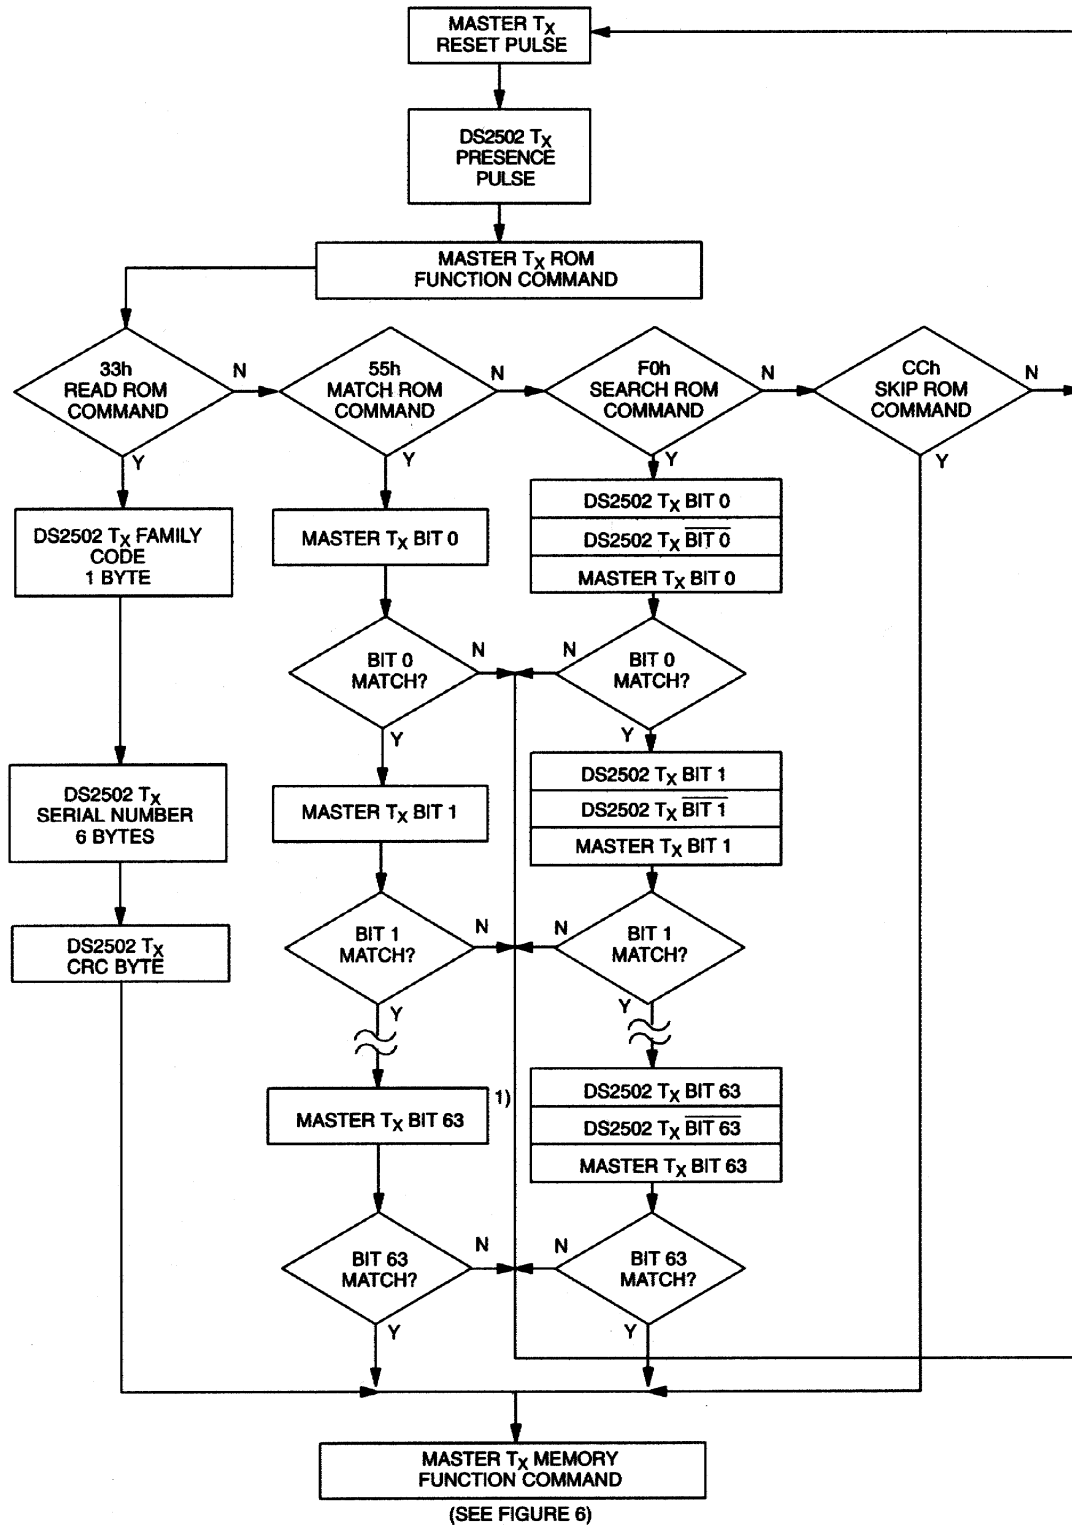 MASTER TX
RESET PULSE
DS2502 TX
PRESENCE
PULSE
MASTER TX ROM
FUNCTION COMMAND
33h
READ ROM
COMMAND
N
Y
55h
MATCH ROM
COMMAND
N
Y
F0h
SEARCH ROM
COMMAND
N
Y
CCh
SKIP ROM
COMMAND
N
Y
DS2502 TX FAMILY
CODE
1 BYTE
MASTER TX BIT 0
DS2502 TX BIT 0
DS2502 TX B̅I̅T̅ ̅0̅
MASTER TX BIT 0
BIT 0
MATCH?
N
Y
N
BIT 0
MATCH?
Y
DS2502 TX
SERIAL NUMBER
6 BYTES
MASTER TX BIT 1
DS2502 TX BIT 1
DS2502 TX B̅I̅T̅ ̅1̅
MASTER TX BIT 1
DS2502 TX
CRC BYTE
BIT 1
MATCH?
N
Y
N
BIT 1
MATCH?
Y
MASTER TX BIT 63
1)
DS2502 TX BIT 63
DS2502 TX B̅I̅T̅ ̅6̅3̅
MASTER TX BIT 63
BIT 63
MATCH?
N
Y
N
BIT 63
MATCH?
Y
MASTER TX MEMORY
FUNCTION COMMAND
(SEE FIGURE 6)